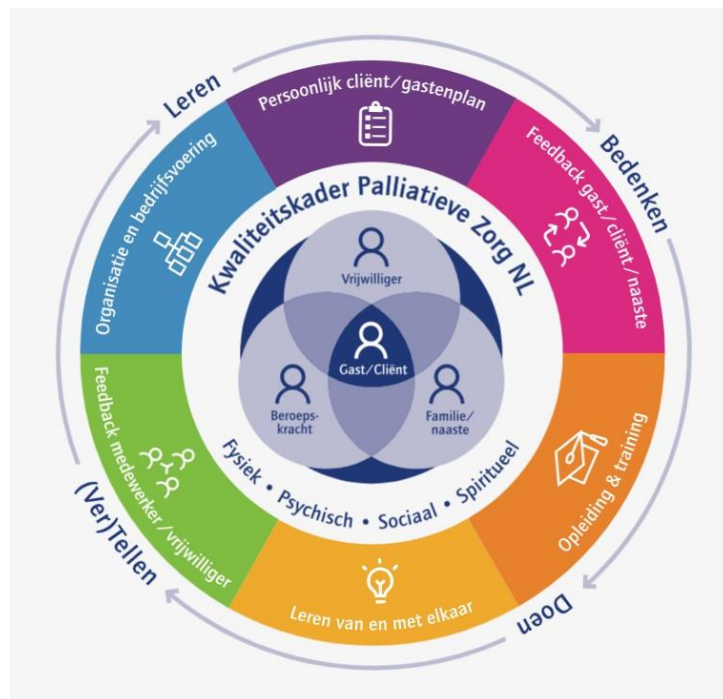 Leren
Bedenken
Doen
(Ver)Tellen
Persoonlijk cliënt/gastenplan
Feedback gast/cliënt/naaste
Opleiding & training
Leren van en met elkaar
Feedback medewerker/vrijwilliger
Organisatie en bedrijfsvoering
Kwaliteitskader Palliatieve Zorg NL
Vrijwilliger
Gast/Cliënt
Beroeps-
kracht
Familie/
naaste
Fysiek • Psychisch • Sociaal • Spiritueel